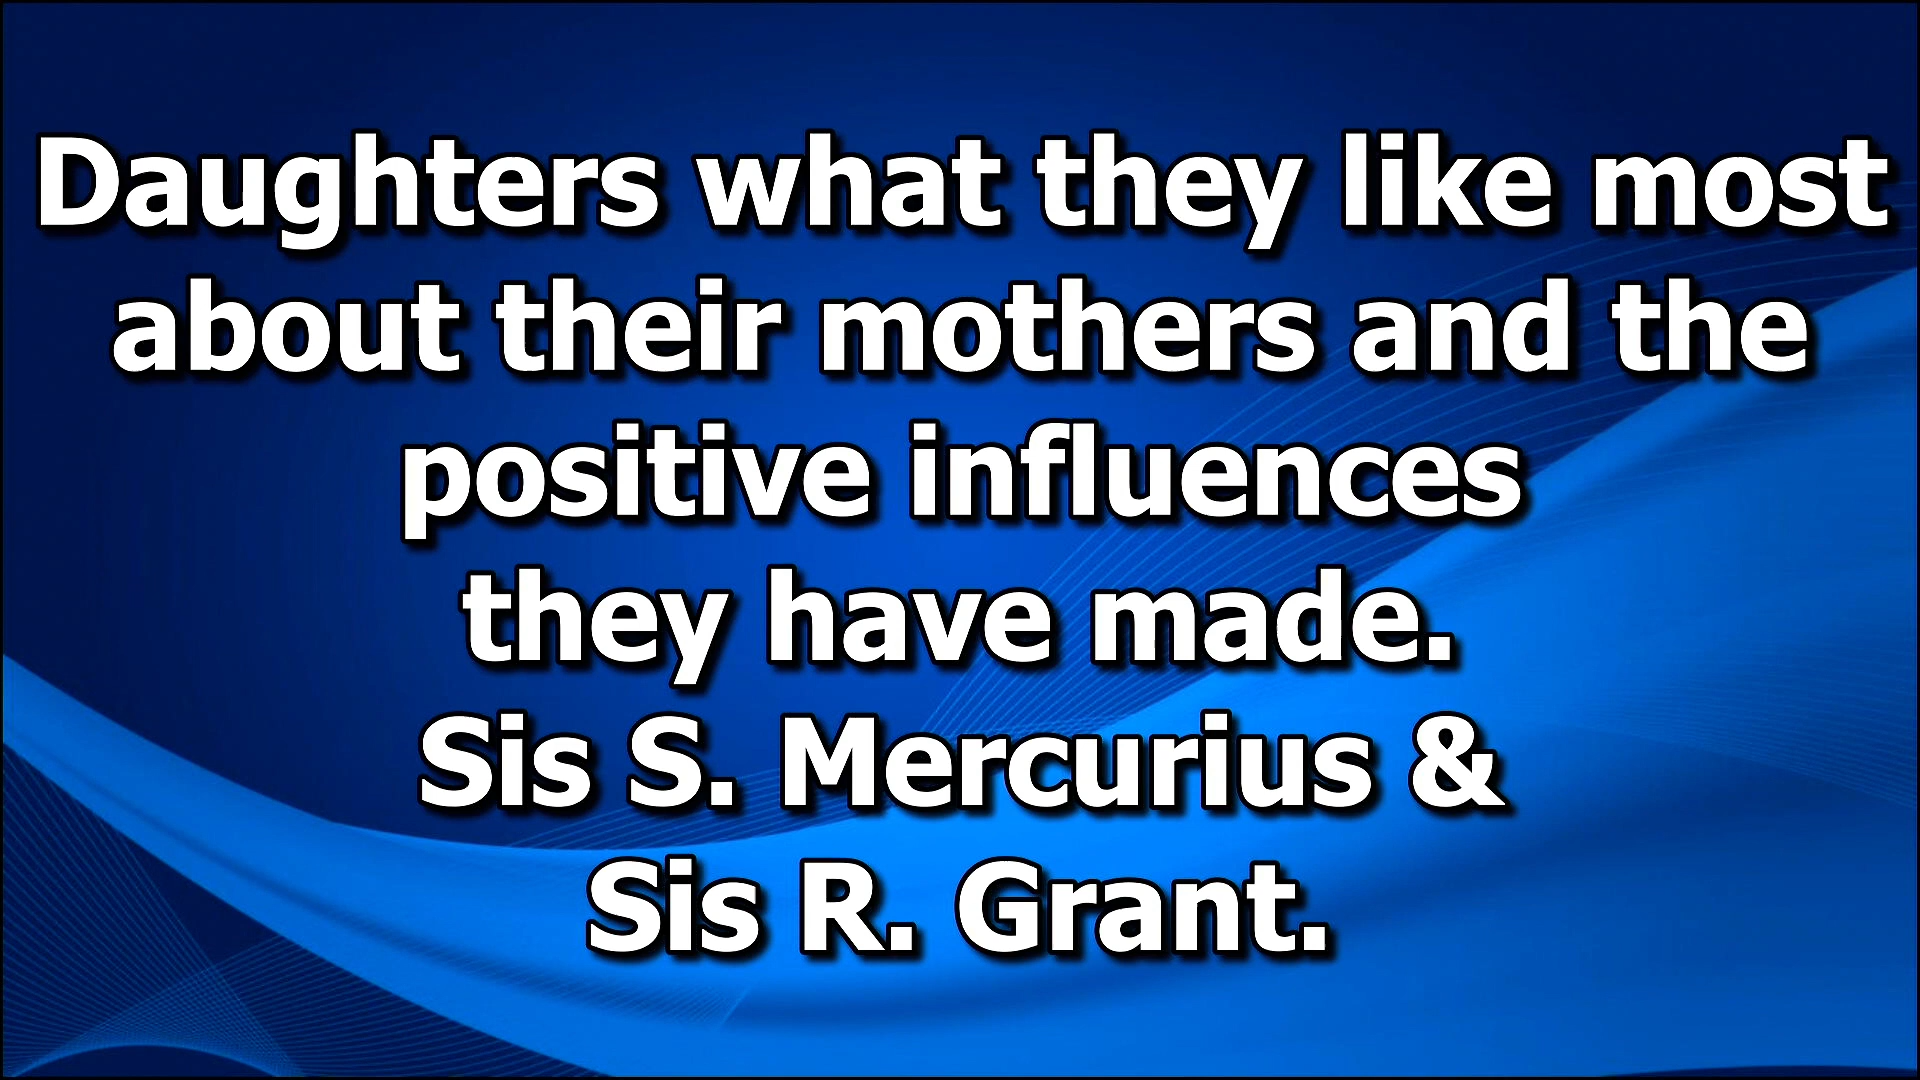 Daughters what they like most
about their mothers and the
positive influences
they have made.
Sis S. Mercurius &
Sis R. Grant.